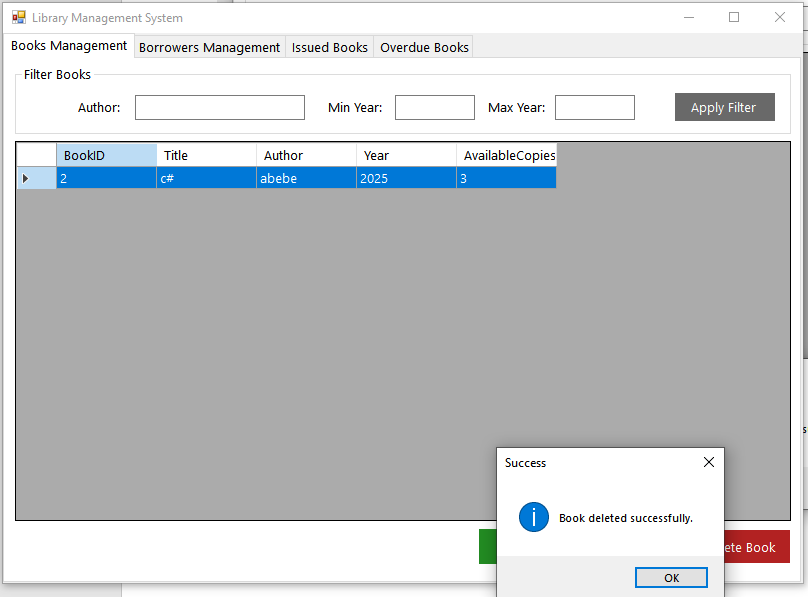 Library Management System
Books Management Borrowers Management Issued Books Overdue Books
Filter Books
Author: Min Year: Max Year: Apply Filter
BookID Title Author Year AvailableCopies
2 c# abebe 2025 3
Success
Book deleted successfully.
ete Book
OK